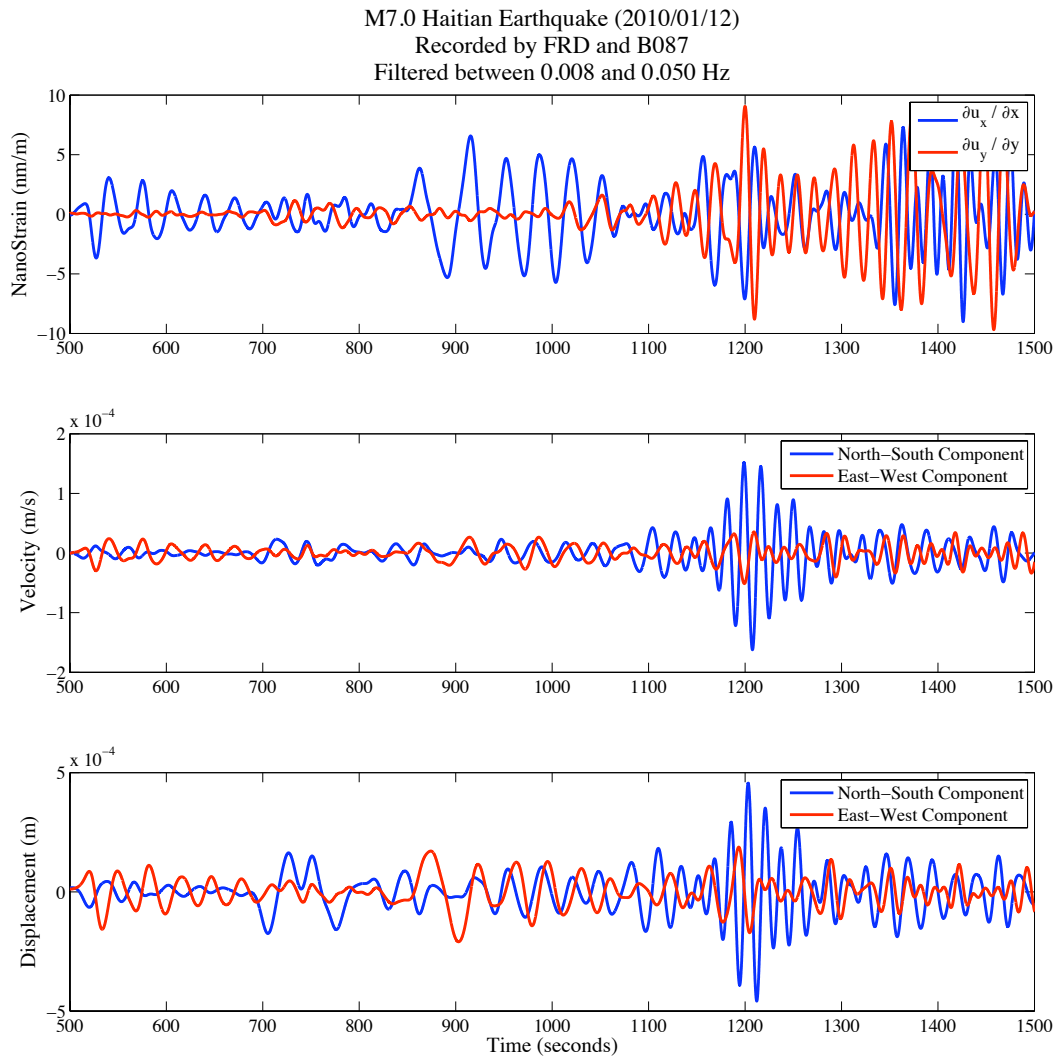 M7.0 Haitian Earthquake (2010/01/12)
Recorded by FRD and B087
Filtered between 0.008 and 0.050 Hz
NanoStrain (nm/m)
10
5
0
−5
−10
∂u_x / ∂x
∂u_y / ∂y
500 600 700 800 900 1000 1100 1200 1300 1400 1500
x 10^−4
Velocity (m/s)
2
1
0
−1
−2
North−South Component
East−West Component
500 600 700 800 900 1000 1100 1200 1300 1400 1500
x 10^−4
Displacement (m)
5
0
−5
North−South Component
East−West Component
500 600 700 800 900 1000 1100 1200 1300 1400 1500
Time (seconds)